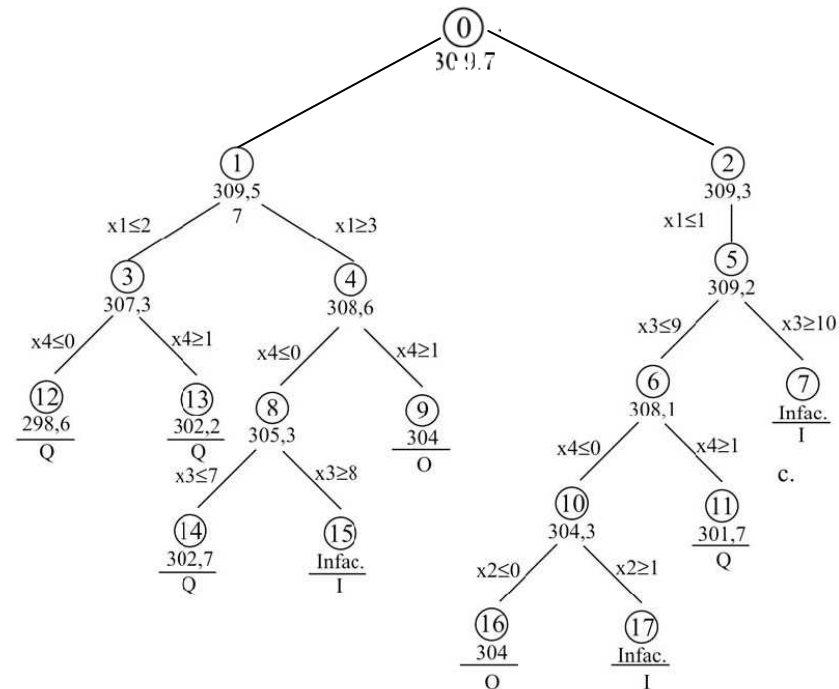 0
309.7
1
309,5
7
2
309,3
x1≤2
x1≥3
x1≤1
3
307,3
4
308,6
5
309,2
x4≤0
x4≥1
x4≤0
x4≥1
x3≤9
x3≥10
12
298,6
Q
13
302,2
Q
8
305,3
9
304
O
6
308,1
7
Infac.
I
x3≤7
x3≥8
x4≤0
x4≥1
c.
14
302,7
Q
15
Infac.
I
10
304,3
11
301,7
Q
x2≤0
x2≥1
16
304
O
17
Infac.
I